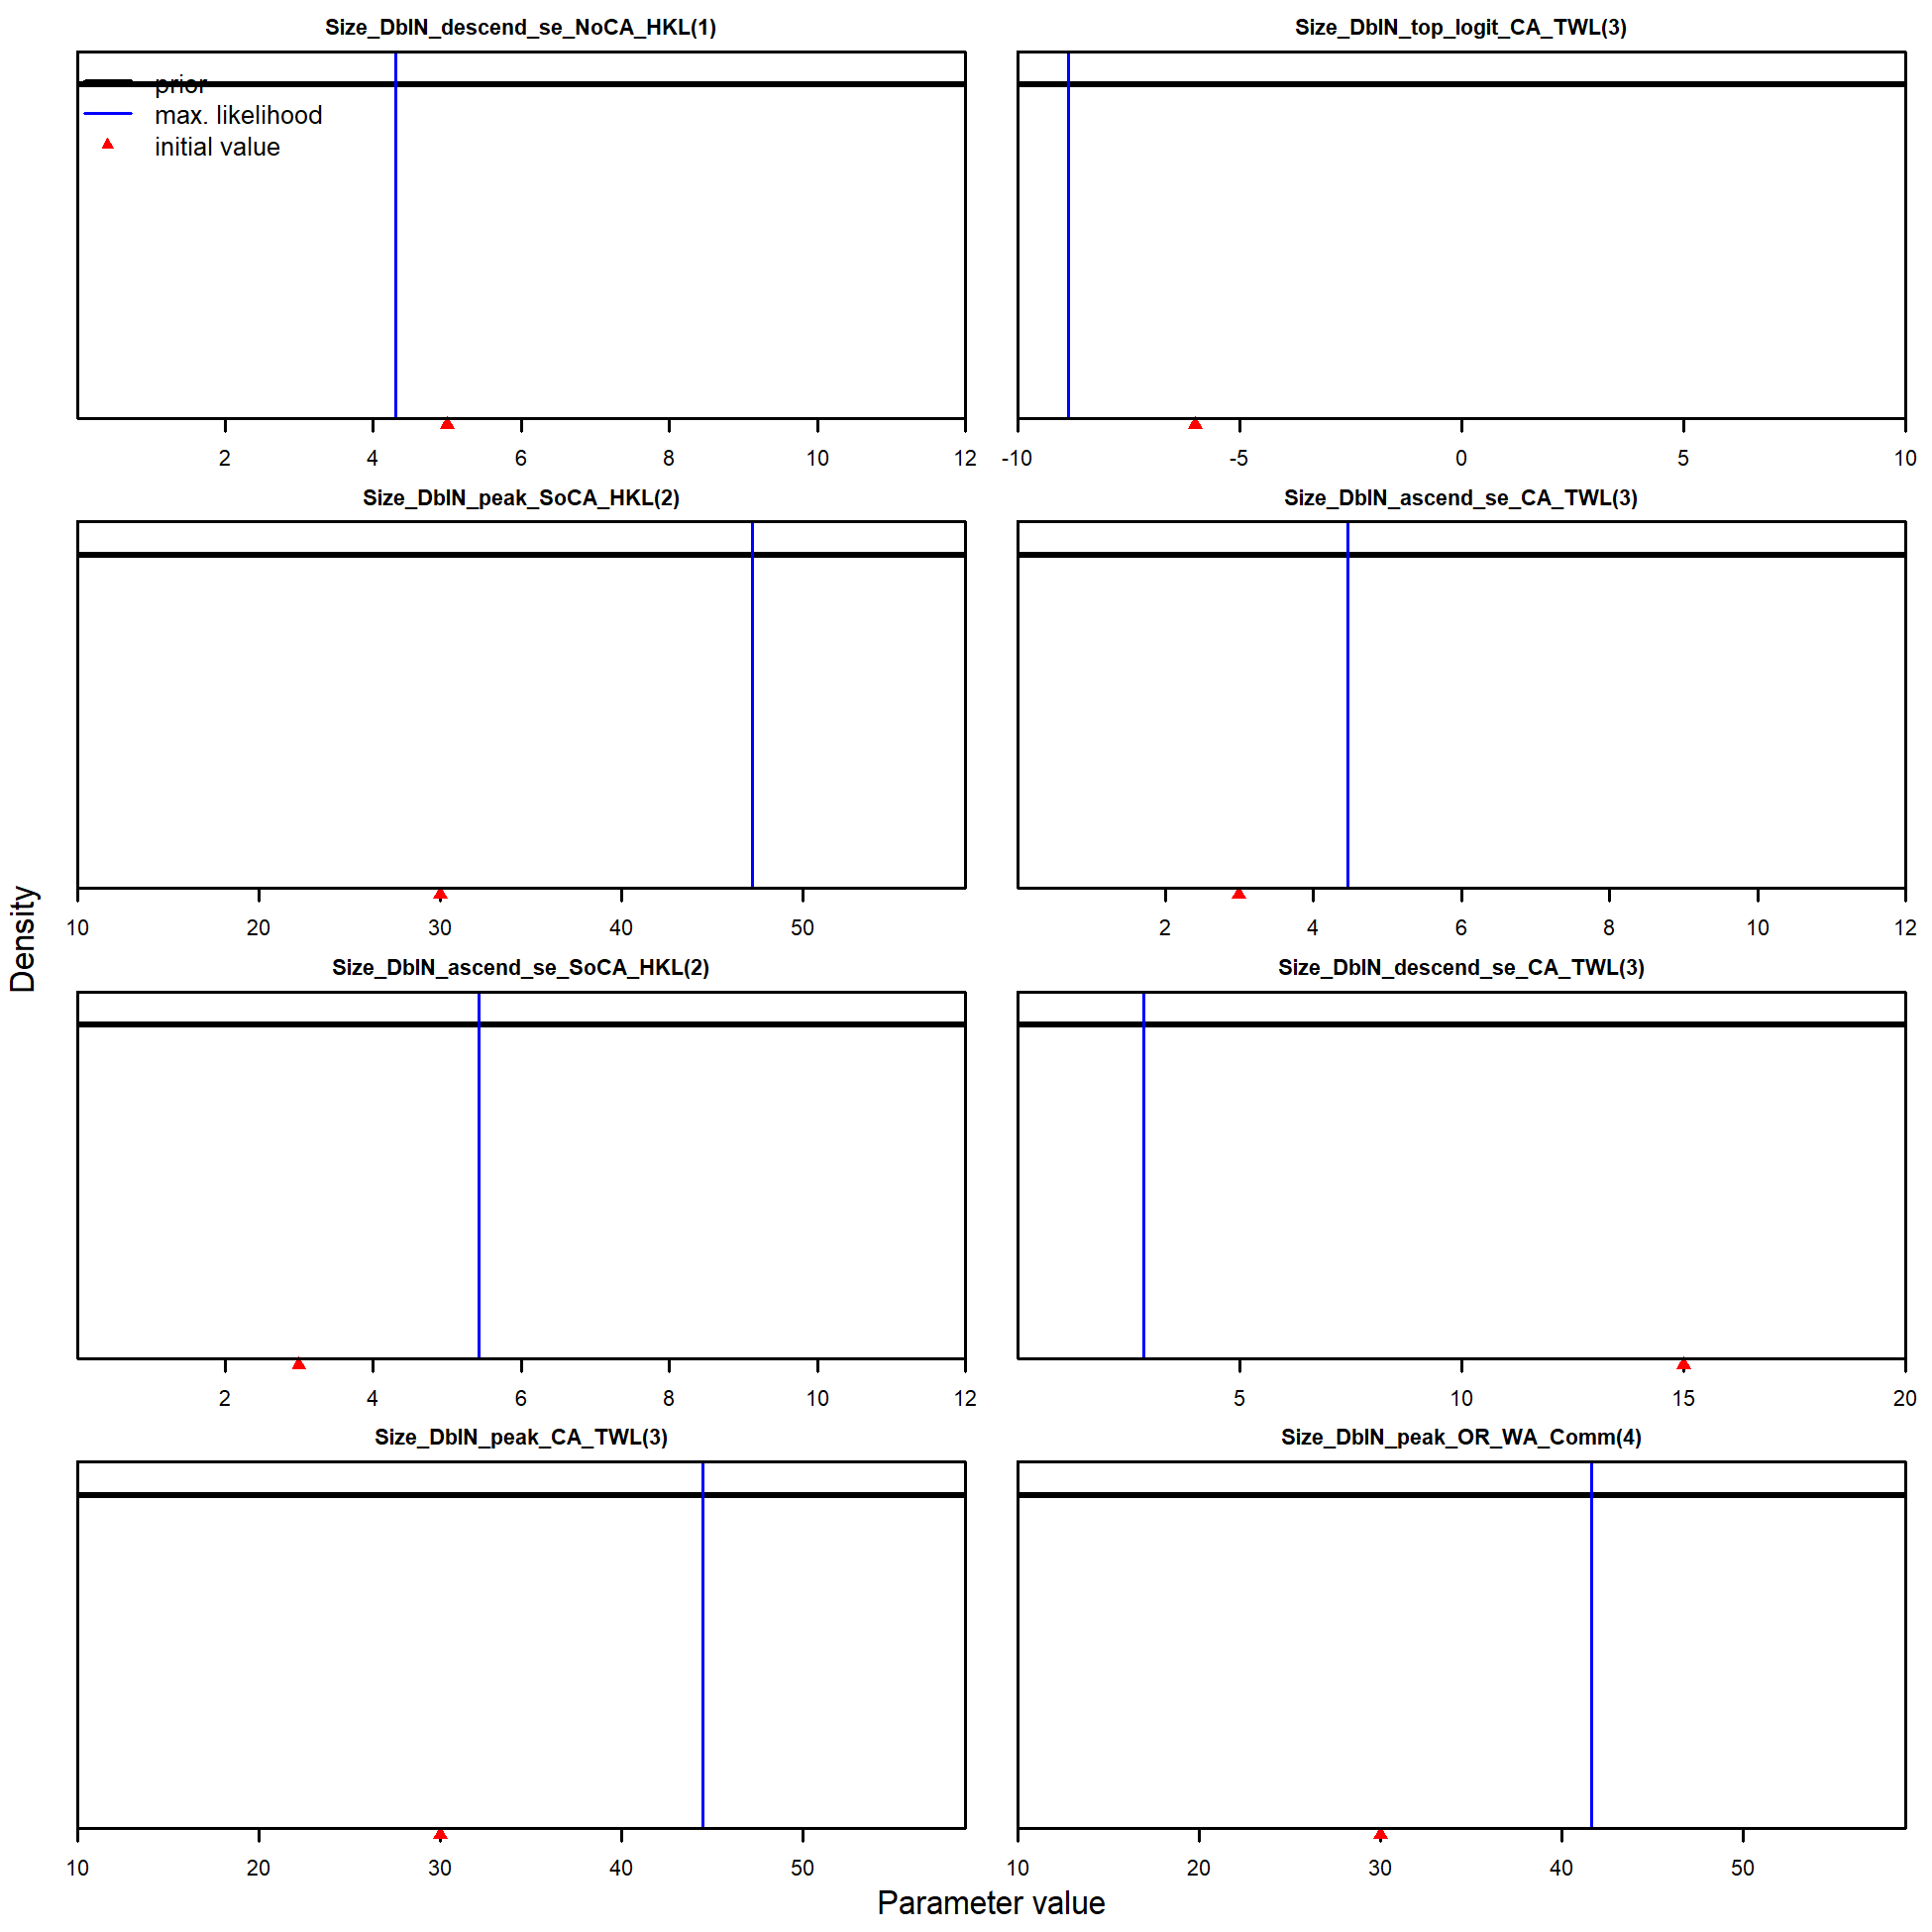 Size_DblN_descend_se_NoCA_HKL(1)
prior
max. likelihood
initial value
2 4 6 8 10 12
Size_DblN_top_logit_CA_TWL(3)
-10 -5 0 5 10
Size_DblN_peak_SoCA_HKL(2)
10 20 30 40 50
Size_DblN_ascend_se_CA_TWL(3)
2 4 6 8 10 12
Size_DblN_ascend_se_SoCA_HKL(2)
2 4 6 8 10 12
Size_DblN_descend_se_CA_TWL(3)
5 10 15 20
Size_DblN_peak_CA_TWL(3)
10 20 30 40 50
Size_DblN_peak_OR_WA_Comm(4)
10 20 30 40 50
Density
Parameter value